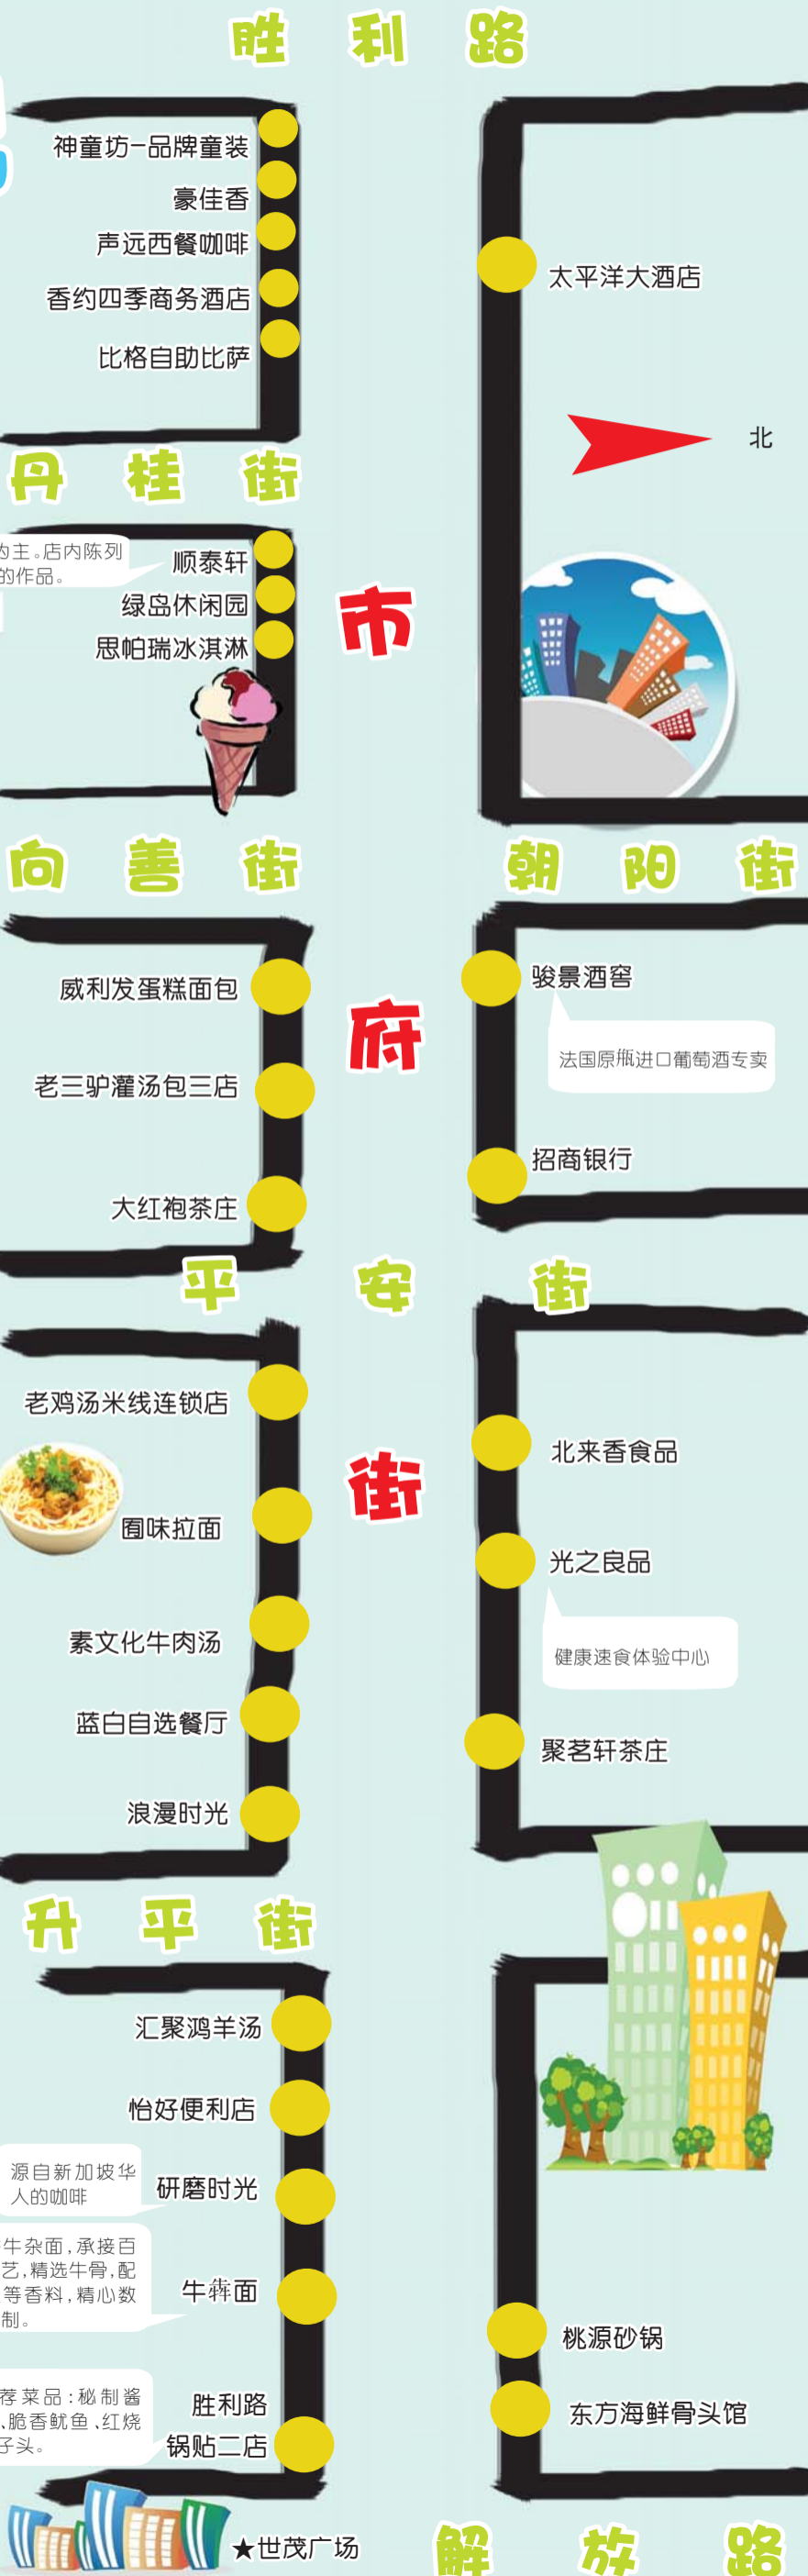 胜利路
神童坊-品牌童装
豪佳香
声远西餐咖啡
香约四季商务酒店
比格自助比萨
太平洋大酒店
北
丹桂街
为主。店内陈列
的作品。
顺泰轩
绿岛休闲园
思帕瑞冰淇淋
市
向善街
朝阳街
威利发蛋糕面包
老三驴灌汤包三店
大红袍茶庄
府
骏景酒窖
法国原瓶进口葡萄酒专卖
招商银行
平安街
老鸡汤米线连锁店
囿味拉面
素文化牛肉汤
蓝白自选餐厅
浪漫时光
街
北来香食品
光之良品
健康速食体验中心
聚茗轩茶庄
升平街
汇聚鸿羊汤
怡好便利店
源自新加坡华
人的咖啡
研磨时光
牛杂面,承接百
艺,精选牛骨,配
等香料,精心数
制。
牛犇面
荐菜品:秘制酱
、脆香鱿鱼、红烧
子头。
胜利路
锅贴二店
桃源砂锅
东方海鲜骨头馆
★世茂广场
解放路